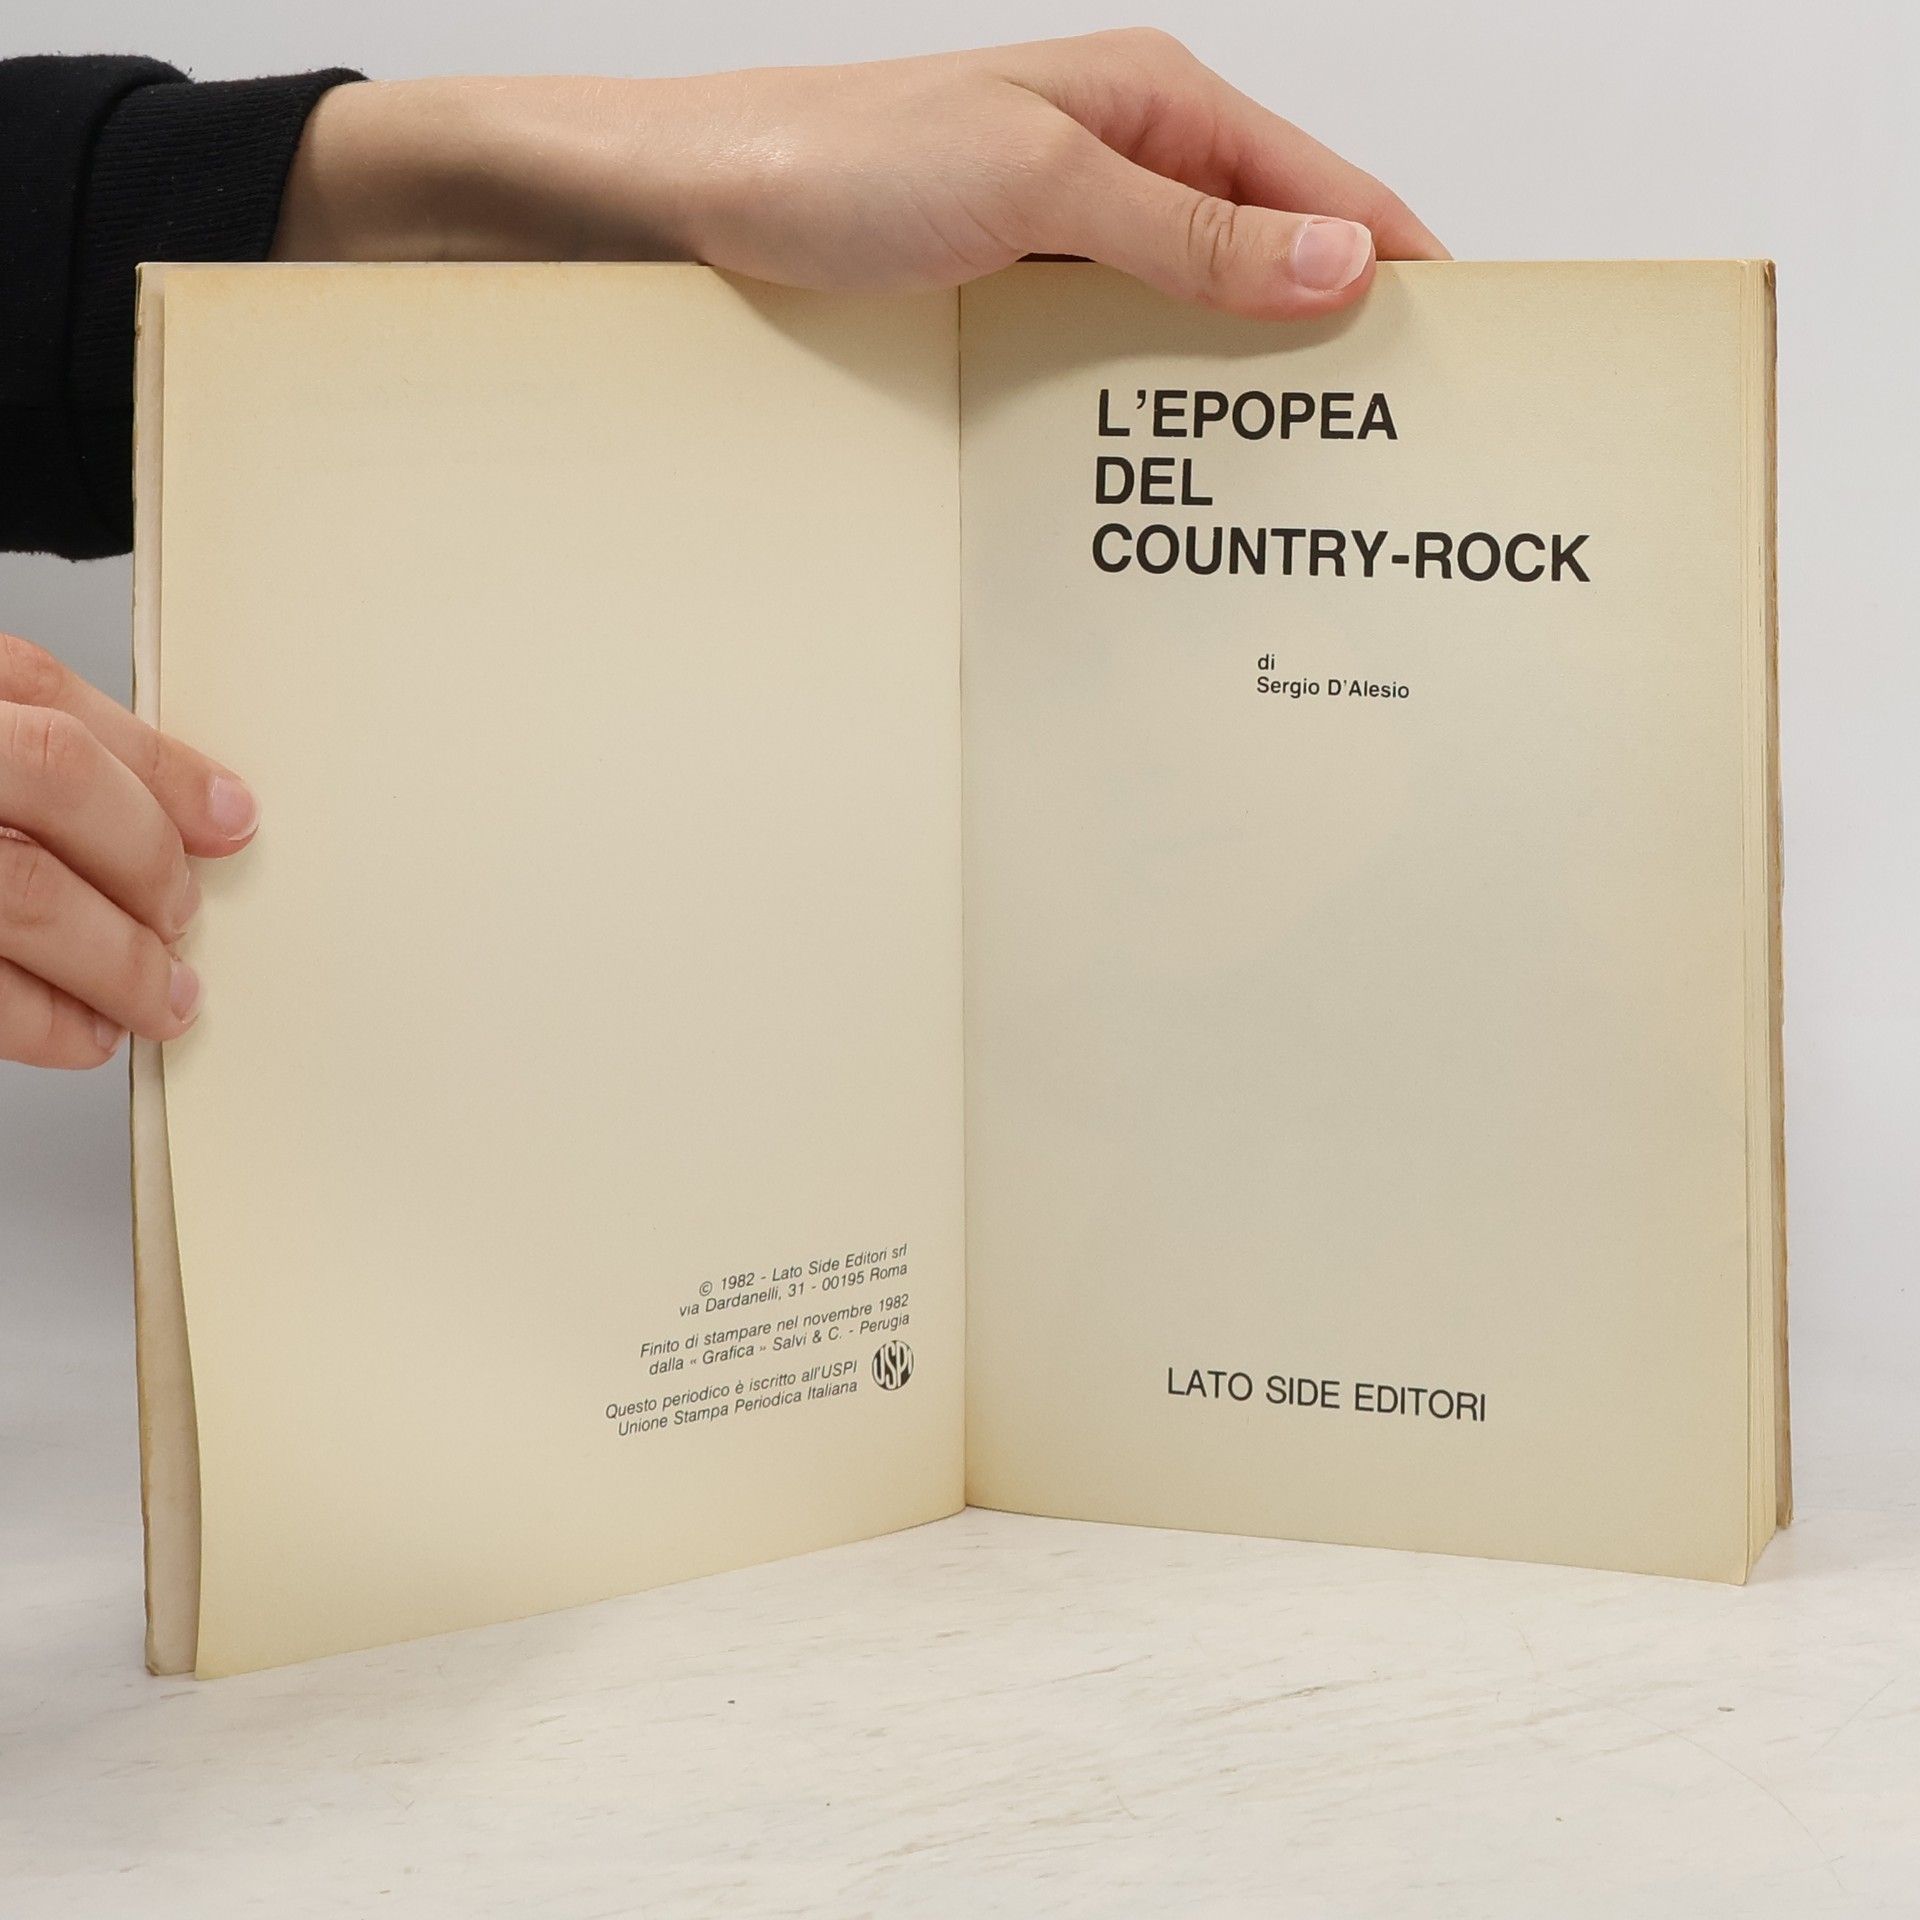 © 1982 - Lato Side Editori srl
via Dardanelli, 31 - 00195 Roma
Finito di stampare nel novembre 1982
dalla « Grafica » Salvi & C. - Perugia
Questo periodico è iscritto all'USPI
Unione Stampa Periodica Italiana
USPI
L'EPOPEA
DEL
COUNTRY-ROCK
di
Sergio D'Alesio
LATO SIDE EDITORI